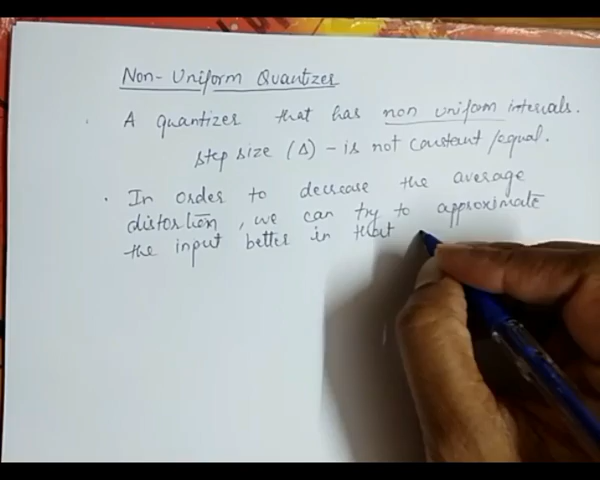 Non-Uniform Quantzer
A quantizer that has non uniform intervals.
step size (Δ) - is not constant/equal.
. In order to decrease the average
distortion, we can try to approximate
the input better in that